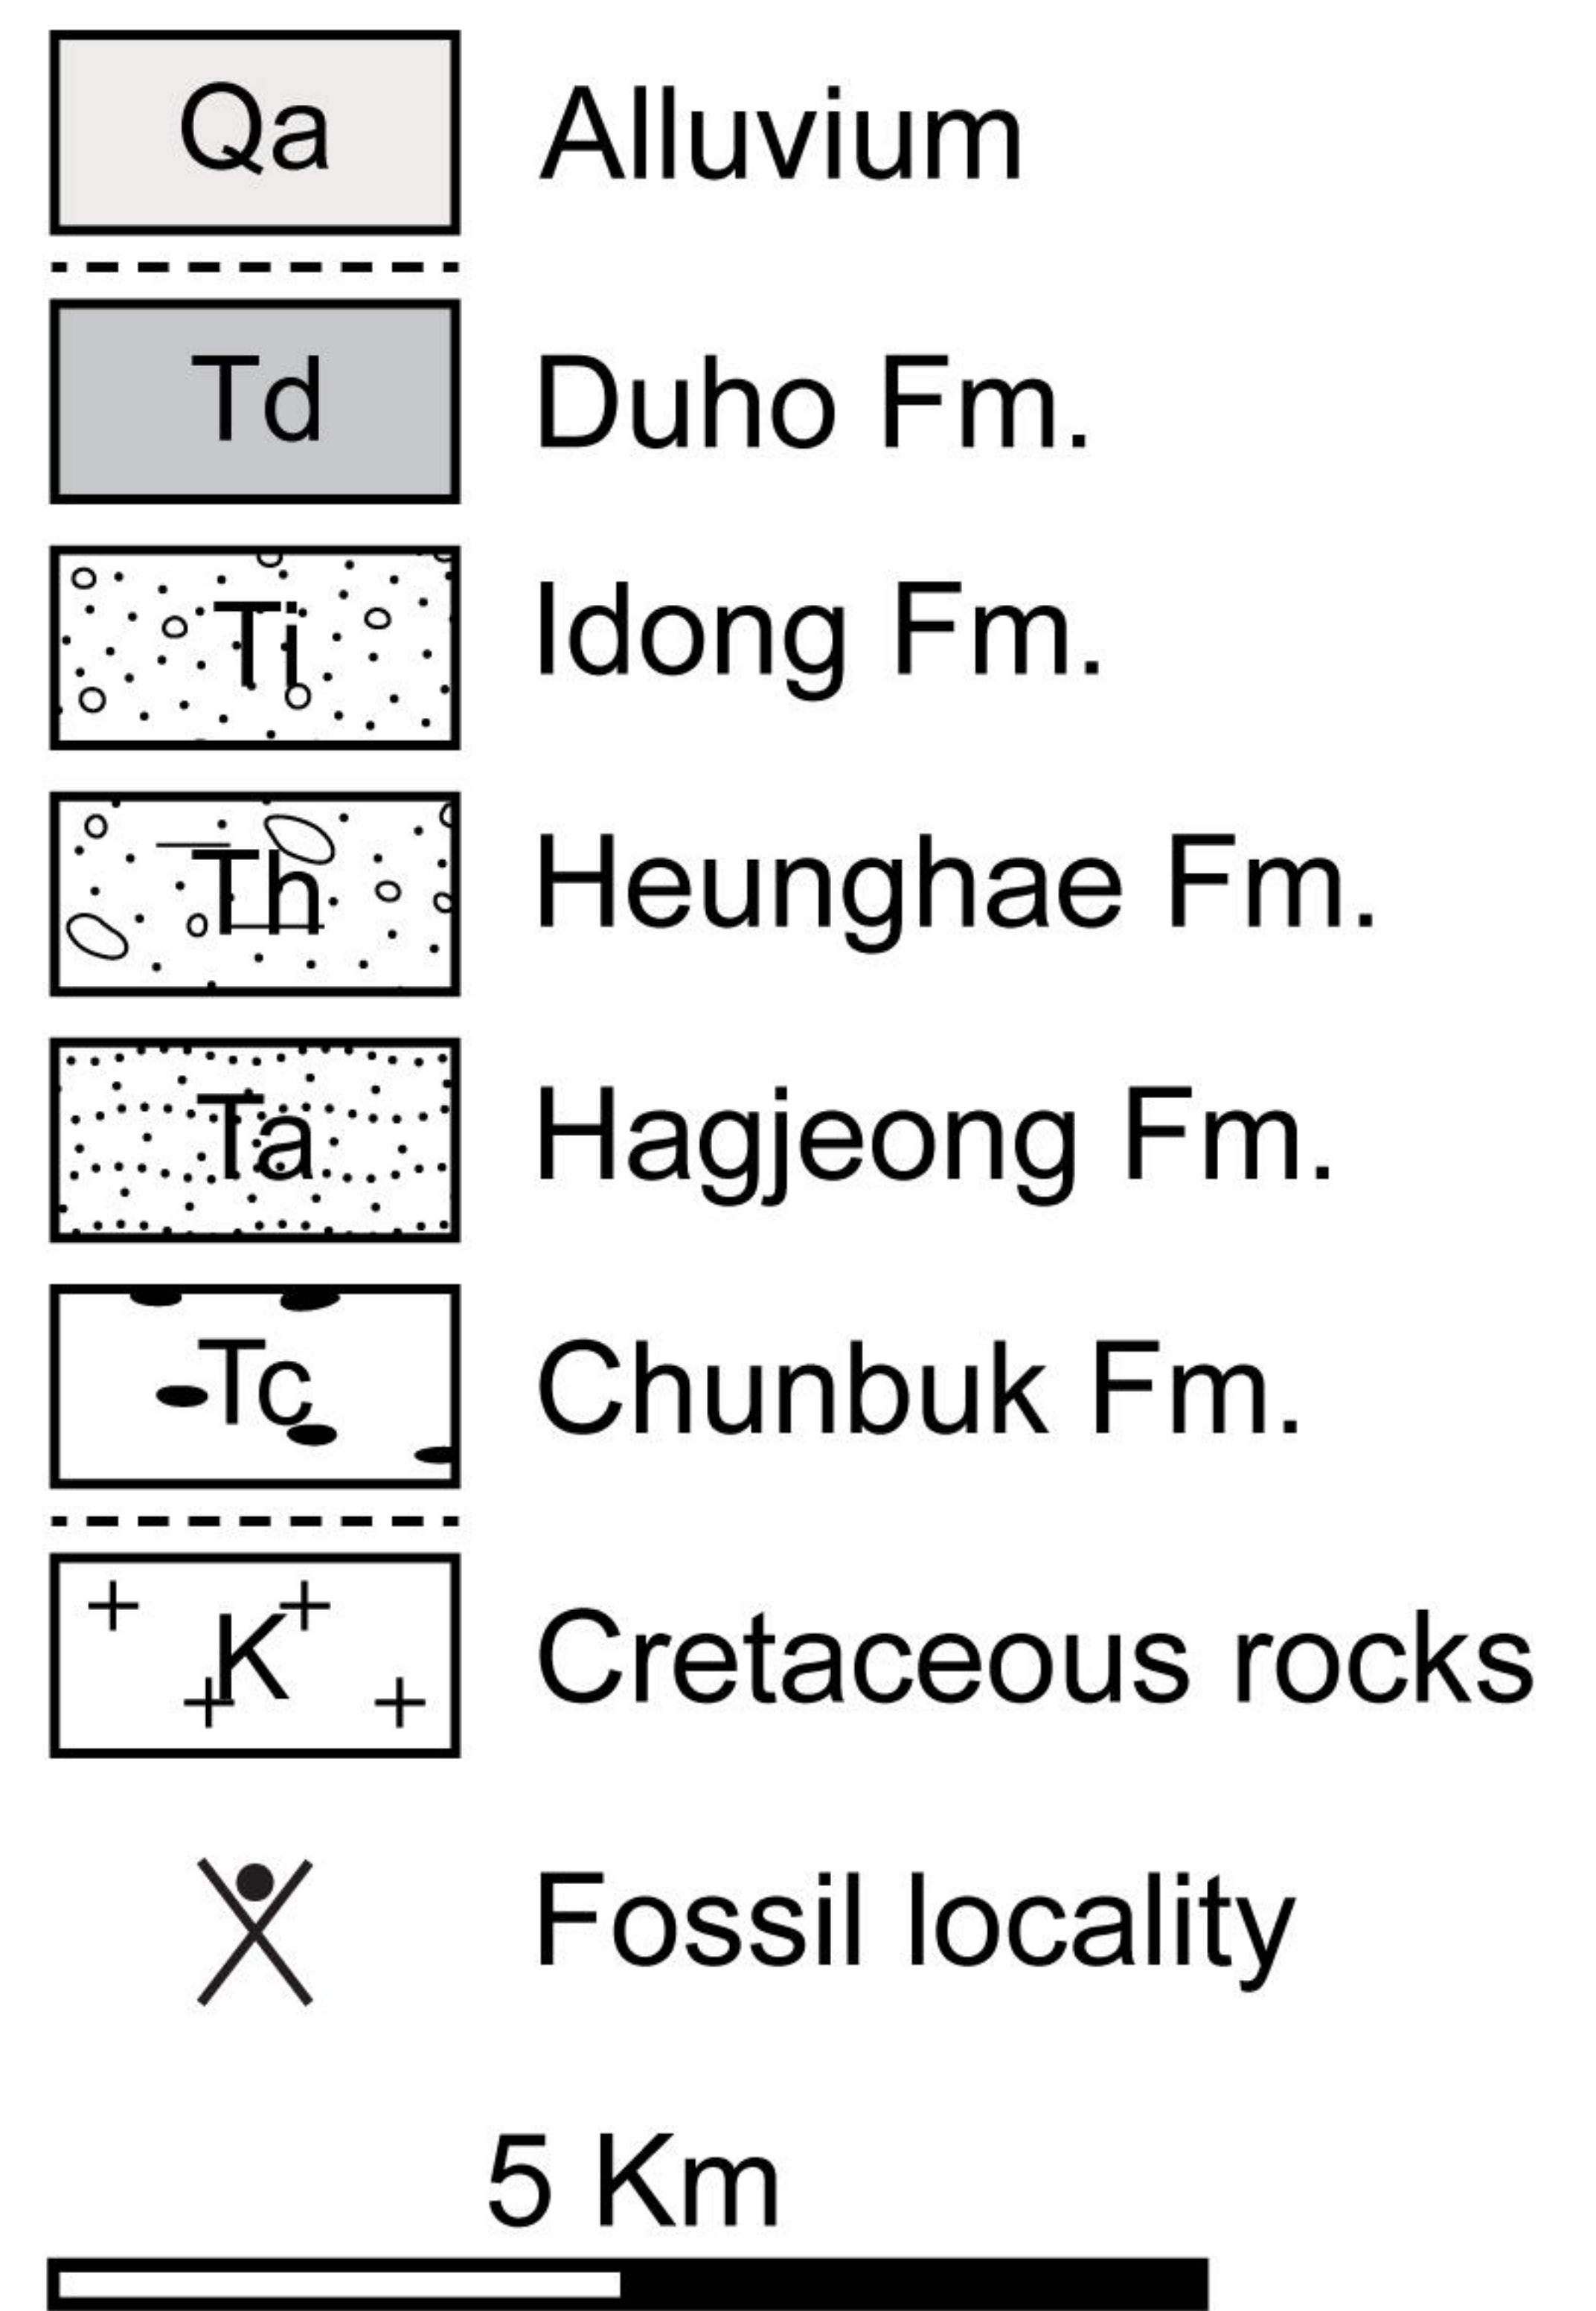 Qa Alluvium
Td Duho Fm.
Ti Idong Fm.
Th Heunghae Fm.
Ta Hagjeong Fm.
Tc Chunbuk Fm.
K Cretaceous rocks
Fossil locality
5 Km